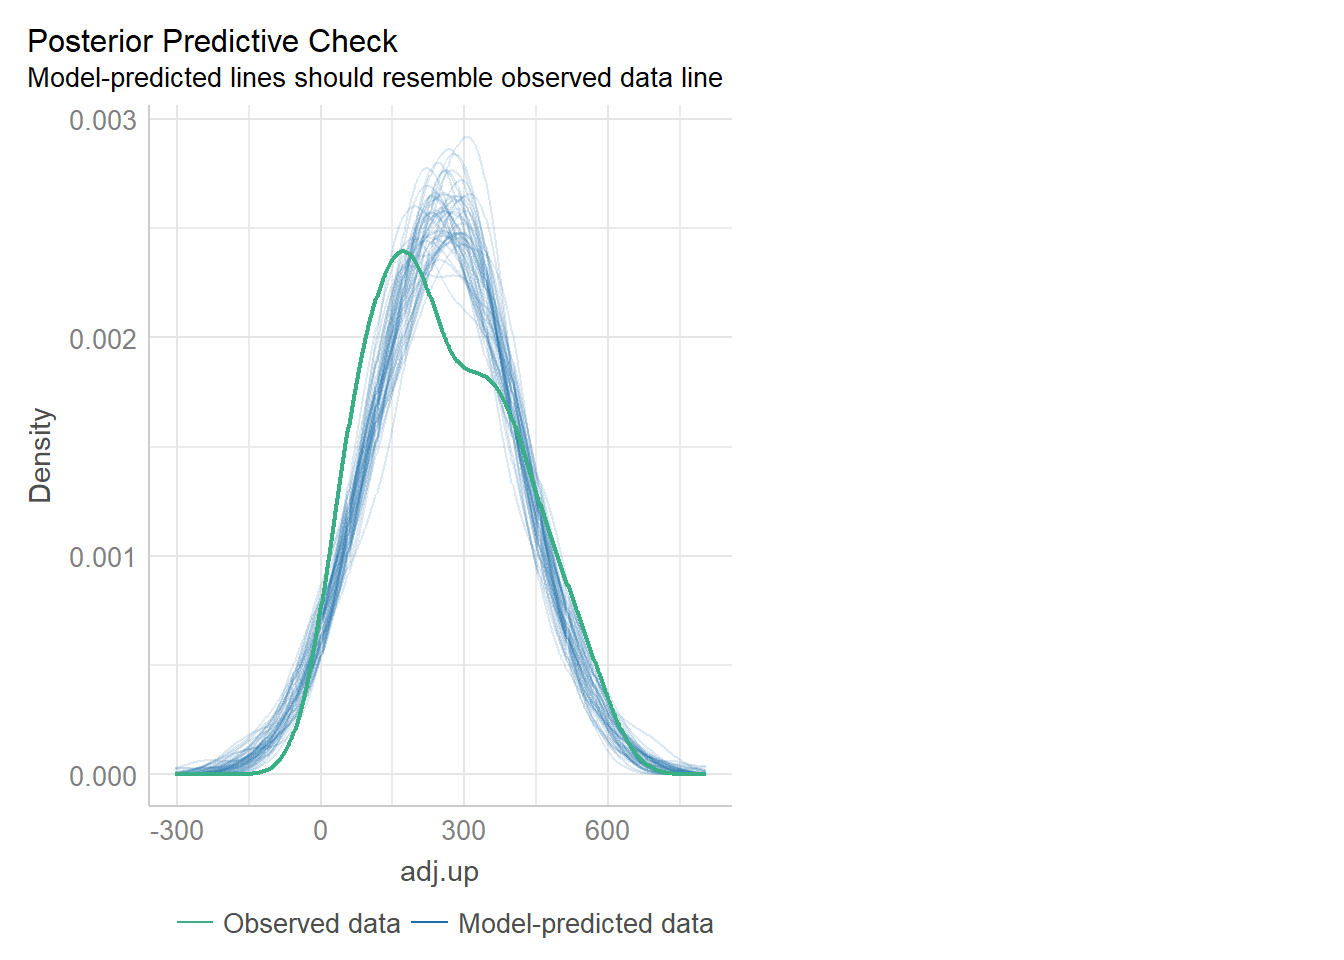 Posterior Predictive Check
Model-predicted lines should resemble observed data line
0.003
0.002
0.001
0.000
Density
-300 0 300 600
adj.up
Observed data Model-predicted data